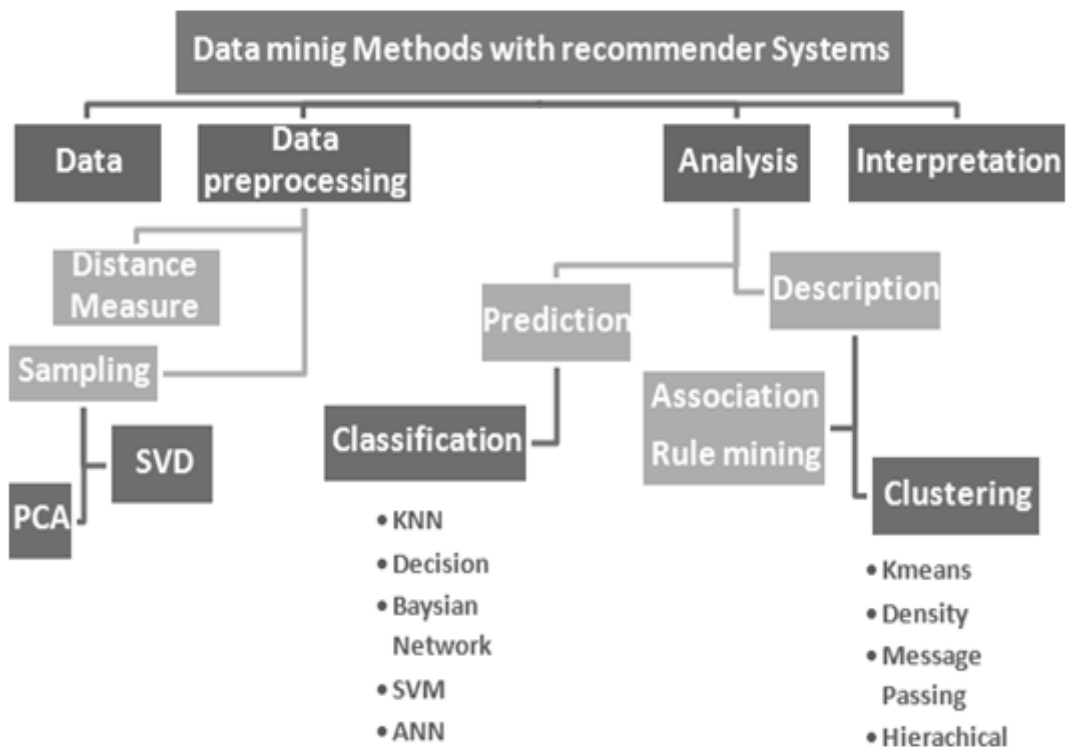 Data minig Methods with recommender Systems
Data
Data
preprocessing
Analysis
Interpretation
Distance
Measure
Sampling
SVD
PCA
Prediction
Description
Classification
Association
Rule mining
Clustering
• KNN
• Decision
• Baysian
Network
• SVM
• ANN
• Kmeans
• Density
• Message
Passing
• Hierachical